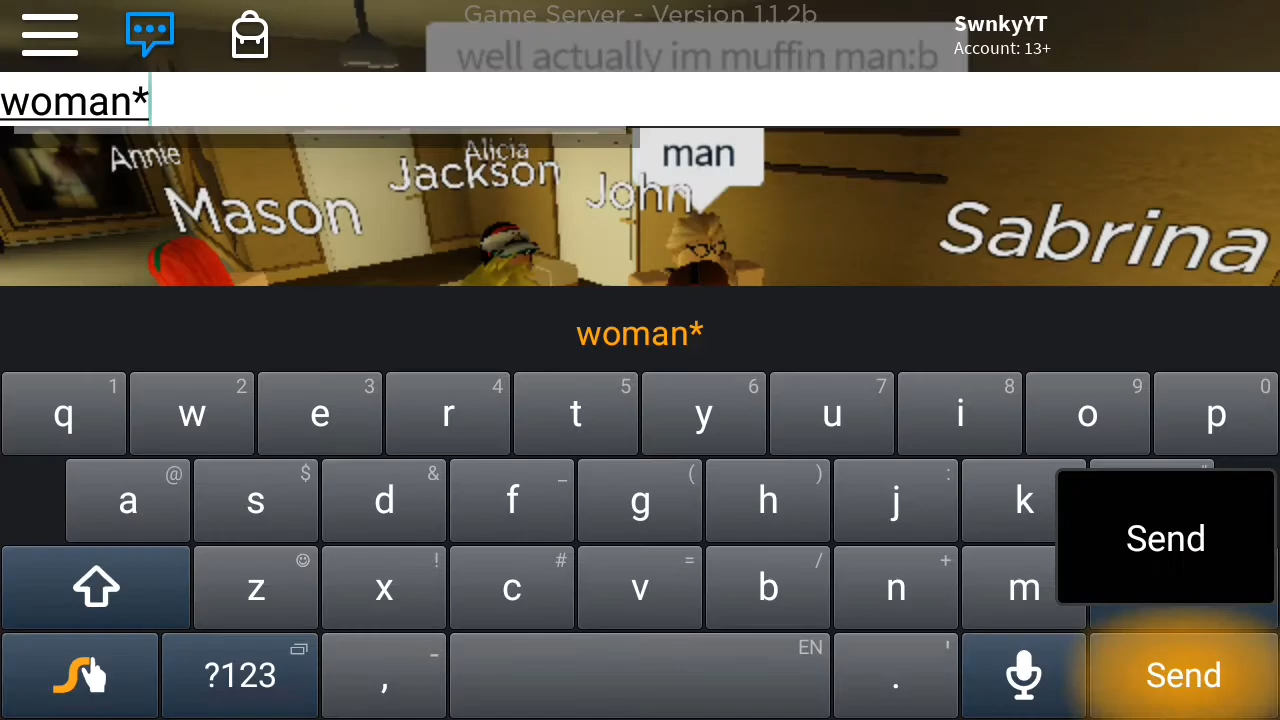 Game Server - Version 1.1.2b
SwnkyYT
Account: 13+
well actually im muffin man:b
woman*
man
Annie
Mason
Alicia
Jackson
John
Sabrina
woman*
1 2 3 4 5 6 7 8 9 0
q w e r t y u i o p
@ $ & _ ( ) : "
a s d f g h j k
Send
! # = / +
z x c v b n m
EN
?123 , . Send